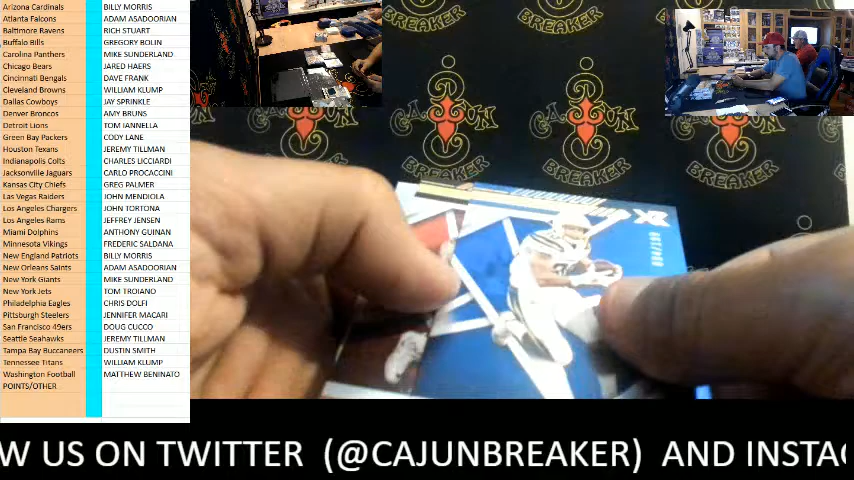 Arizona Cardinals BILLY MORRIS
Atlanta Falcons ADAM ASADOORIAN
Baltimore Ravens RICH STUART
Buffalo Bills GREGORY BOLIN
Carolina Panthers MIKE SUNDERLAND
Chicago Bears JARED HAERS
Cincinnati Bengals DAVE FRANK
Cleveland Browns WILLIAM KLUMP
Dallas Cowboys JAY SPRINKLE
Denver Broncos AMY BRUNS
Detroit Lions TOM IANNELLA
Green Bay Packers CODY LANE
Houston Texans JEREMY TILLMAN
Indianapolis Colts CHARLES LICCIARDI
Jacksonville Jaguars CARLO PROCACCINI
Kansas City Chiefs GREG PALMER
Las Vegas Raiders JOHN MENDIOLA
Los Angeles Chargers JOHN TORTONA
Los Angeles Rams JEFFREY JENSEN
Miami Dolphins ANTHONY GUINAN
Minnesota Vikings FREDERIC SALDANA
New England Patriots BILLY MORRIS
New Orleans Saints ADAM ASADOORIAN
New York Giants MIKE SUNDERLAND
New York Jets TOM TROIANO
Philadelphia Eagles CHRIS DOLFI
Pittsburgh Steelers JENNIFER MACARI
San Francisco 49ers DOUG CUCCO
Seattle Seahawks JEREMY TILLMAN
Tampa Bay Buccaneers DUSTIN SMITH
Tennessee Titans WILLIAM KLUMP
Washington Football MATTHEW BENINATO
POINTS/OTHER
BREAKER
CAJUN
BREAKER
CAJUN
BREAKER
BREAKER
XR
W US ON TWITTER (@CAJUNBREAKER) AND INSTAG